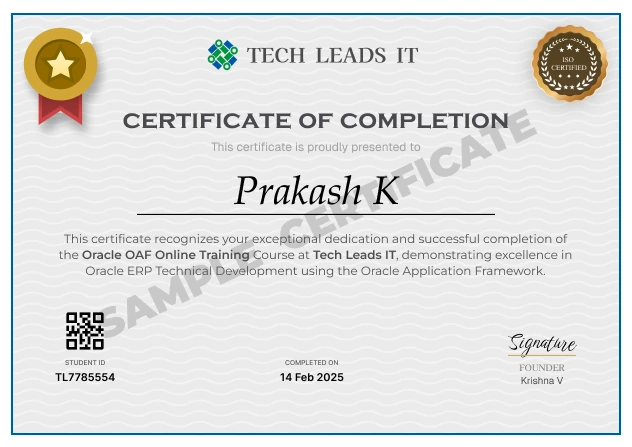 TECH LEADS IT
ISO
CERTIFIED
CERTIFICATE OF COMPLETION
This certificate is proudly presented to
Prakash K
SAMPLE CERTIFICATE
This certificate recognizes your exceptional dedication and successful completion of
the Oracle OAF Online Training Course at Tech Leads IT, demonstrating excellence in
Oracle ERP Technical Development using the Oracle Application Framework.
STUDENT ID
TL7785554
COMPLETED ON
14 Feb 2025
Signature
FOUNDER
Krishna V